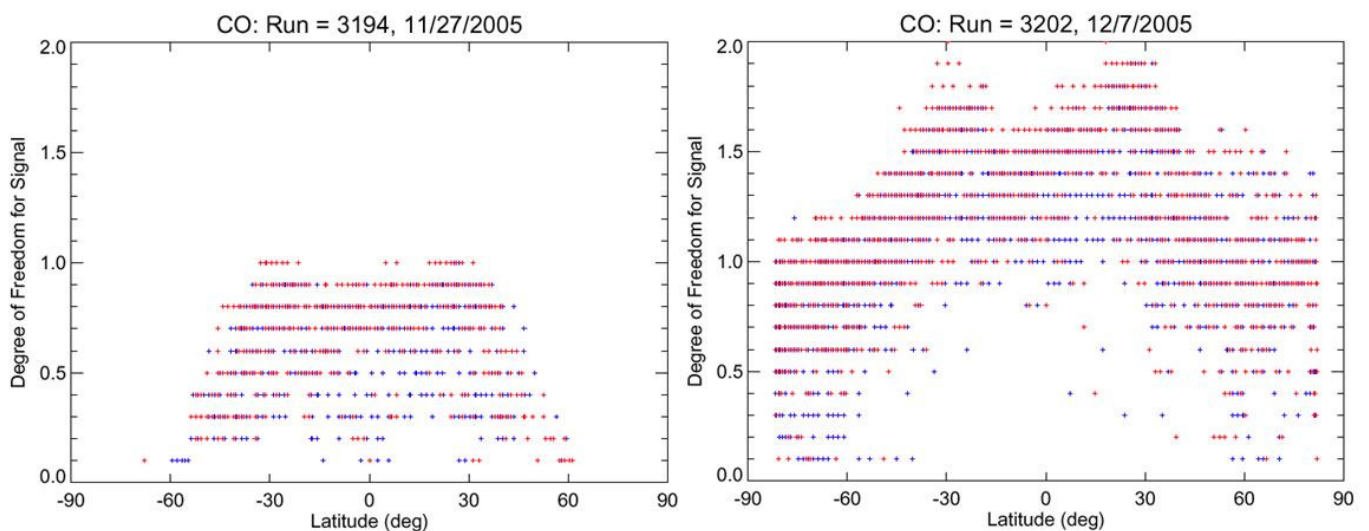 CO: Run = 3194, 11/27/2005
2.0
1.5
1.0
0.5
0.0
Degree of Freedom for Signal
-90 -60 -30 0 30 60 90
Latitude (deg)
CO: Run = 3202, 12/7/2005
2.0
1.5
1.0
0.5
0.0
Degree of Freedom for Signal
-90 -60 -30 0 30 60 90
Latitude (deg)